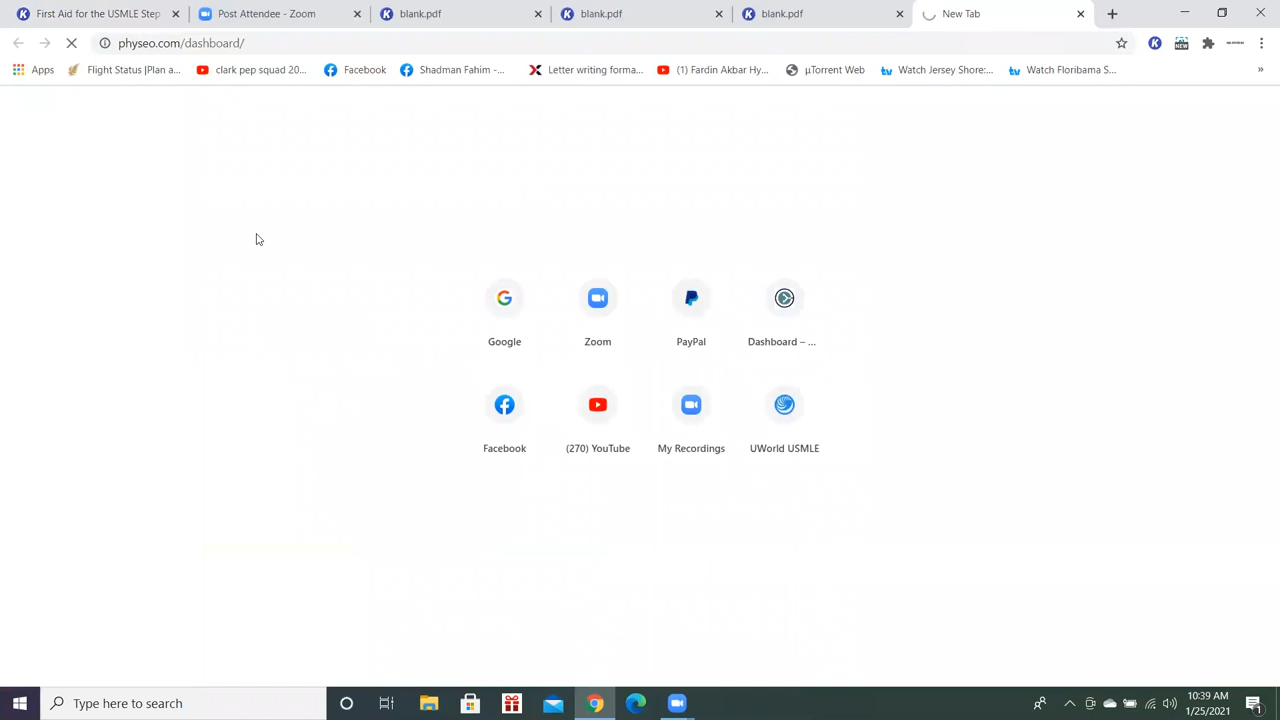 First Aid for the USMLE Step
Post Attendee - Zoom
blank.pdf
blank.pdf
blank.pdf
New Tab
physeo.com/dashboard/
Apps
Flight Status |Plan a...
clark pep squad 20...
Facebook
Shadman Fahim -...
Letter writing forma...
(1) Fardin Akbar Hy...
µTorrent Web
Watch Jersey Shore:...
Watch Floribama S...
»
Google
Zoom
PayPal
Dashboard – ...
Facebook
(270) YouTube
My Recordings
UWorld USMLE
Type here to search
10:39 AM
1/25/2021
1